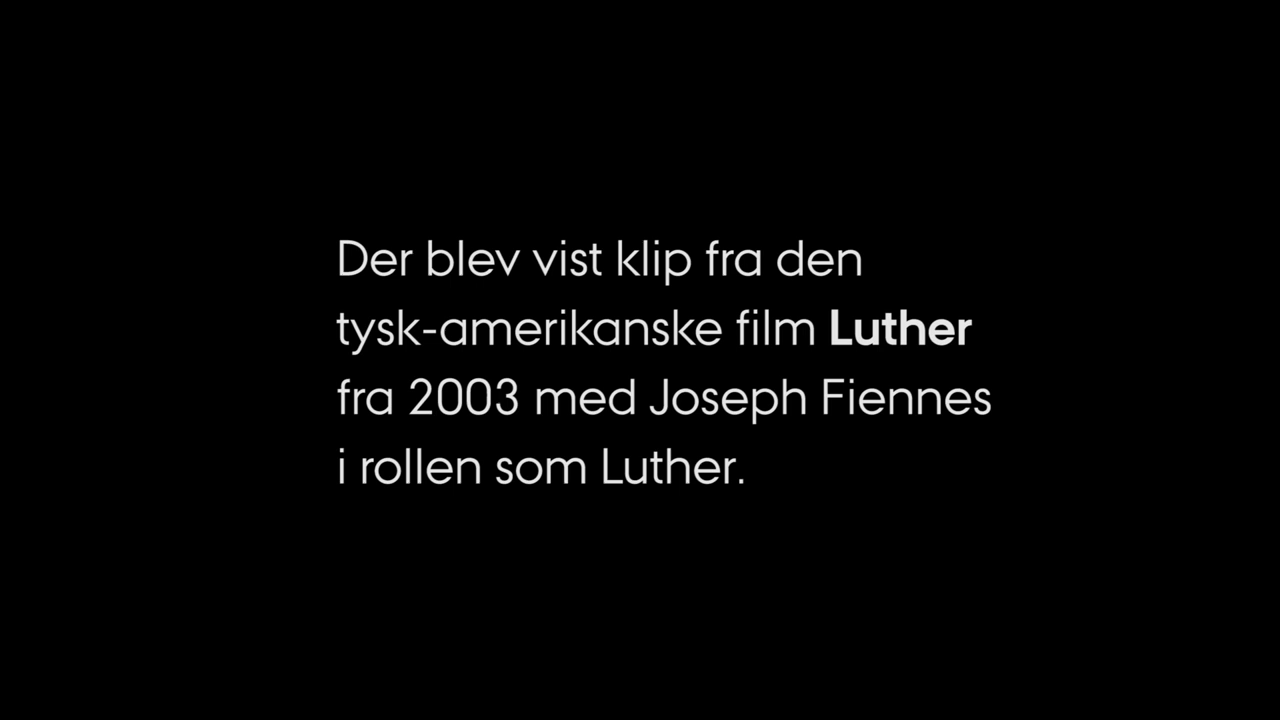 Der blev vist klip fra den
tysk-amerikanske film Luther
fra 2003 med Joseph Fiennes
i rollen som Luther.